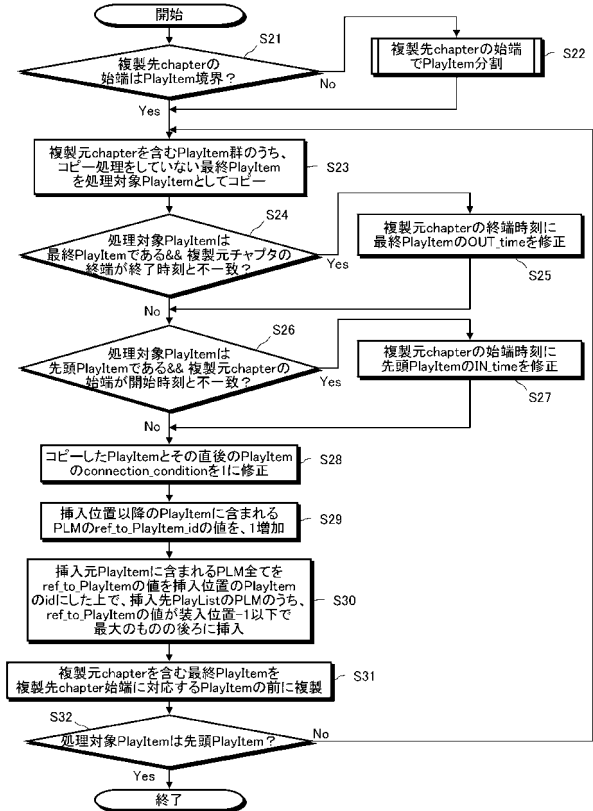 開始
S21
複製先chapterの
始端はPlayItem境界？
No
Yes
複製先chapterの始端
でPlayItem分割
S22
複製元chapterを含むPlayItem群のうち、
コピー処理をしていない最終PlayItem
を処理対象PlayItemとしてコピー
S23
S24
処理対象PlayItemは
最終PlayItemである&& 複製元チャプタの
終端が終了時刻と不一致？
Yes
No
複製元chapterの終端時刻に
最終PlayItemのOUT_timeを修正
S25
S26
処理対象PlayItemは
先頭PlayItemである&& 複製元chapterの
始端が開始時刻と不一致？
Yes
No
複製元chapterの始端時刻に
先頭PlayItemのIN_timeを修正
S27
コピーしたPlayItemとその直後のPlayItem
のconnection_conditionを1に修正
S28
挿入位置以降のPlayItemに含まれる
PLMのref_to_PlayItem_idの値を、1増加
S29
挿入元PlayItemに含まれるPLM全てを
ref_to_PlayItemの値を挿入位置のPlayItem
のidにした上で、挿入先PlayListのPLMのうち、
ref_to_PlayItemの値が装入位置-1以下で
最大のものの後ろに挿入
S30
複製元chapterを含む最終PlayItemを
複製先chapter始端に対応するPlayItemの前に複製
S31
S32
処理対象PlayItemは先頭PlayItem？
No
Yes
終了